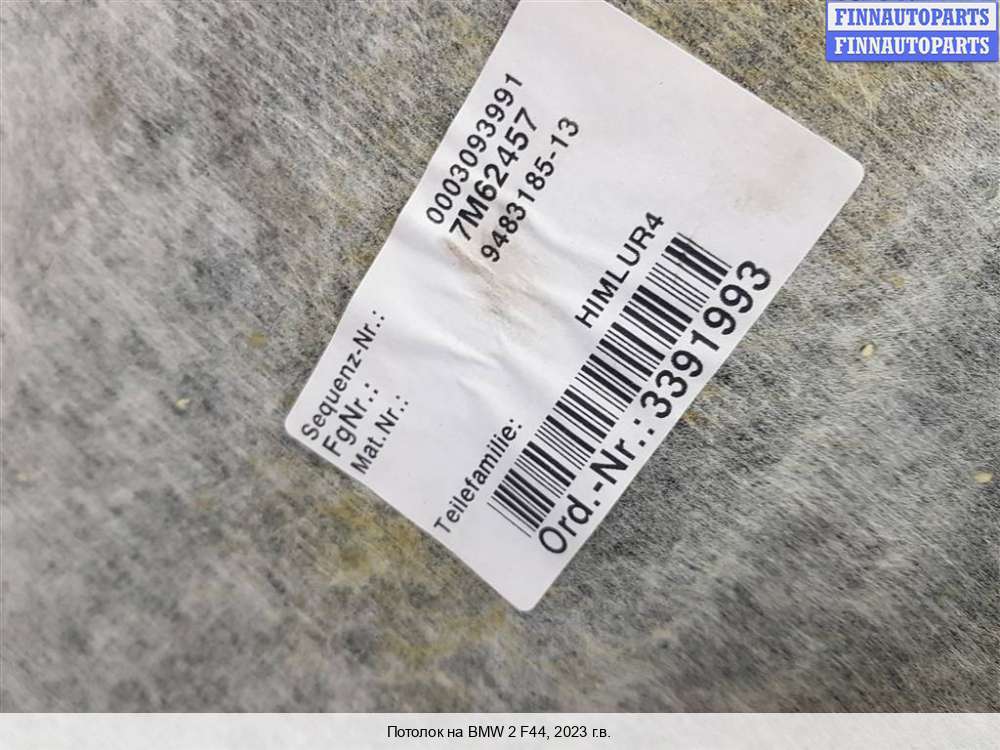 FINNAUTOPARTS
FINNAUTOPARTS
Sequenz-Nr.: 0003093991
FgNr.: 7M62457
Mat.Nr.: 9483185-13
Teilefamilie: HIMLUR4
Ord.-Nr.:3391993
Потолок на BMW 2 F44, 2023 г.в.